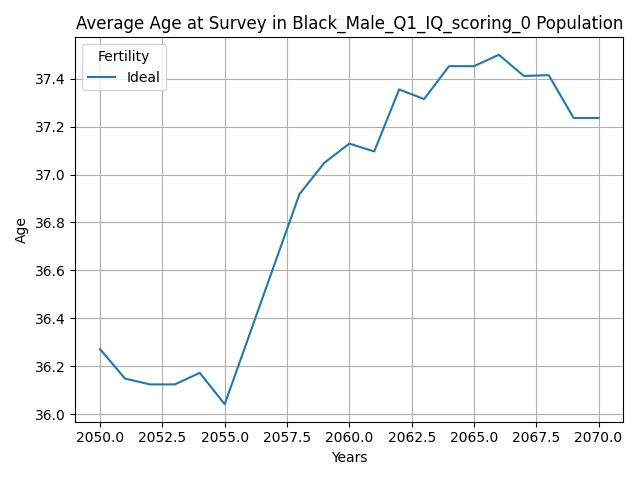 Average Age at Survey in Black_Male_Q1_IQ_scoring_0 Population
Fertility
Ideal
37.4
37.2
37.0
36.8
36.6
36.4
36.2
36.0
Age
2050.0 2052.5 2055.0 2057.5 2060.0 2062.5 2065.0 2067.5 2070.0
Years